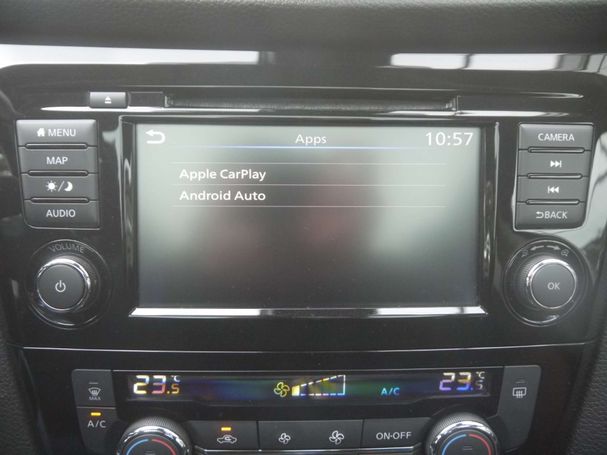 MENU
MAP
AUDIO
VOLUME
Apps 10:57
Apple CarPlay
Android Auto
CAMERA
BACK
OK
23.5 °C
A/C
23.5 °C
MAX
A/C
ON·OFF